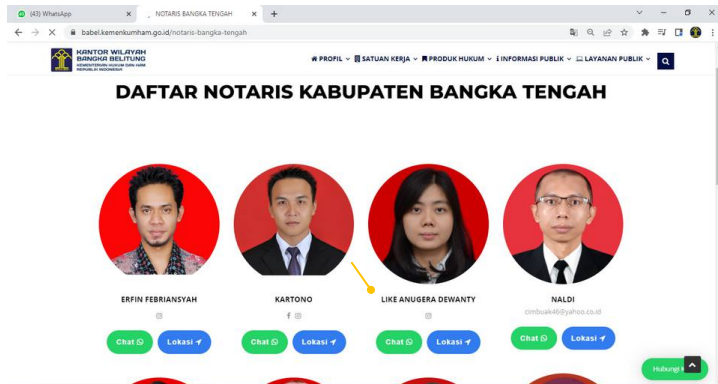 (43) WhatsApp
NOTARIS BANGKA TENGAH
babel.kemenkumham.go.id/notaris-bangka-tengah
KANTOR WILAYAH
BANGKA BELITUNG
KEMENTERIAN HUKUM DAN HAM
REPUBLIK INDONESIA
PROFIL SATUAN KERJA PRODUK HUKUM INFORMASI PUBLIK LAYANAN PUBLIK
DAFTAR NOTARIS KABUPATEN BANGKA TENGAH
ERFIN FEBRIANSYAH
KARTONO
LIKE ANUGERA DEWANTY
NALDI
cimbuak46@yahoo.co.id
Chat Lokasi
Chat Lokasi
Chat Lokasi
Chat Lokasi
Hubungi